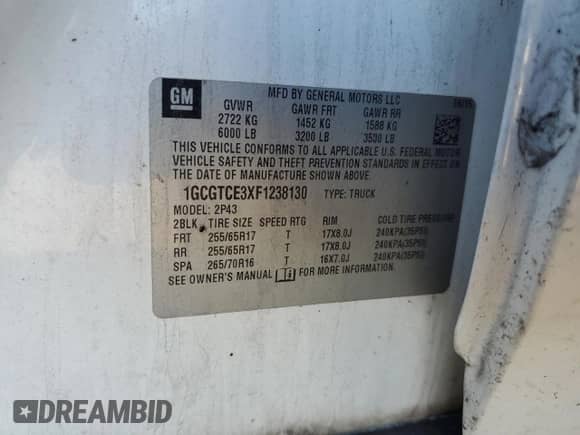 GM
MFD BY GENERAL MOTORS LLC
GVWR GAWR FRT GAWR RR
2722 KG 1452 KG 1588 KG
6000 LB 3200 LB 3500 LB
THIS VEHICLE CONFORMS TO ALL APPLICABLE U.S. FEDERAL MOTOR
VEHICLE SAFETY AND THEFT PREVENTION STANDARDS IN EFFECT ON THE
DATE OF MANUFACTURE SHOWN ABOVE.
1GCGTCE3XF1238130 TYPE: TRUCK
MODEL: 2P43
2BLK TIRE SIZE SPEED RTG RIM COLD TIRE PRESSURE
FRT 255/65R17 T 17X8.0J 240KPA(35PSI)
RR 255/65R17 T 17X8.0J 240KPA(35PSI)
SPA 265/70R16 T 16X7.0J 240KPA(35PSI)
SEE OWNER'S MANUAL FOR MORE INFORMATION.
DREAMBID